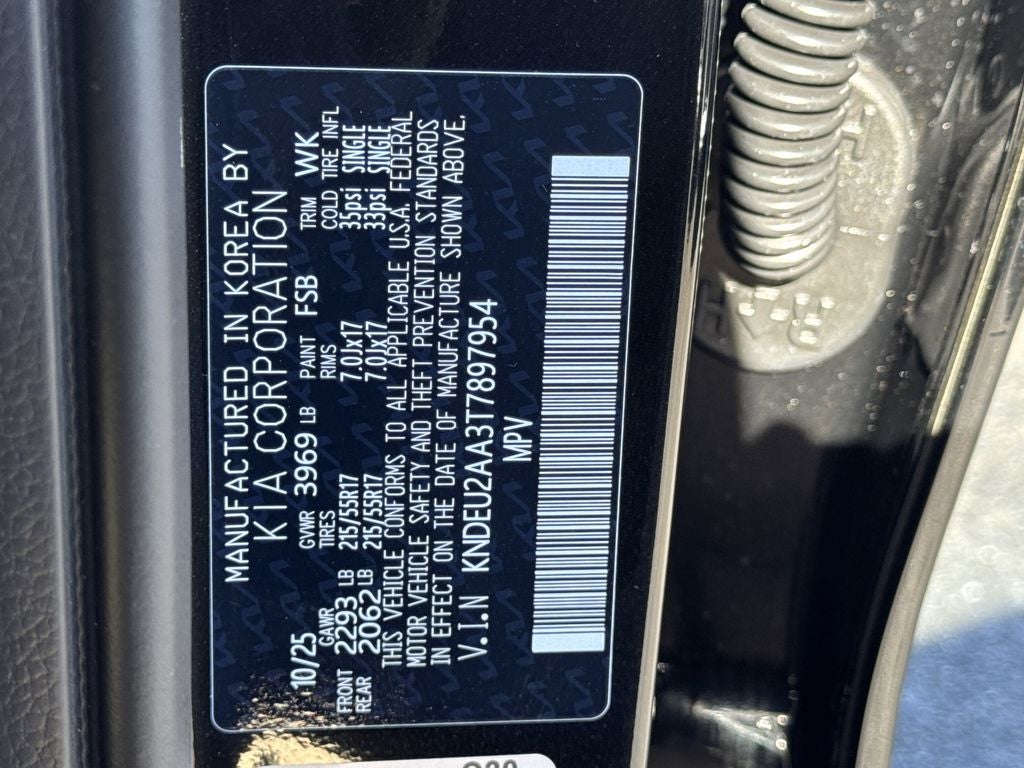 MANUFACTURED IN KOREA BY
KIA CORPORATION
10/25 GVWR 3969 LB PAINT FSB TRIM WK
GAWR TIRES RIMS COLD TIRE INFL
FRONT 2293 LB 215/55R17 7.0Jx17 35psi SINGLE
REAR 2062 LB 215/55R17 7.0Jx17 33psi SINGLE
THIS VEHICLE CONFORMS TO ALL APPLICABLE U.S.A. FEDERAL
MOTOR VEHICLE SAFETY AND THEFT PREVENTION STANDARDS
IN EFFECT ON THE DATE OF MANUFACTURE SHOWN ABOVE.
V.I.N KNDEU2AA3T7897954
MPV